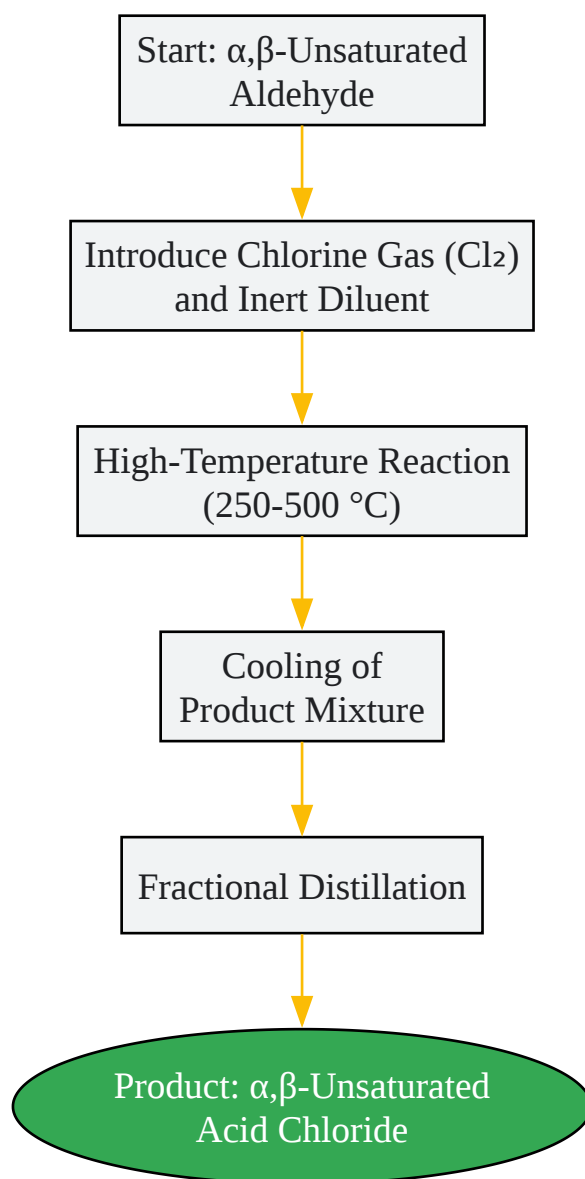 Start: α,β-Unsaturated
Aldehyde
Introduce Chlorine Gas (Cl₂)
and Inert Diluent
High-Temperature Reaction
(250-500 °C)
Cooling of
Product Mixture
Fractional Distillation
Product: α,β-Unsaturated
Acid Chloride